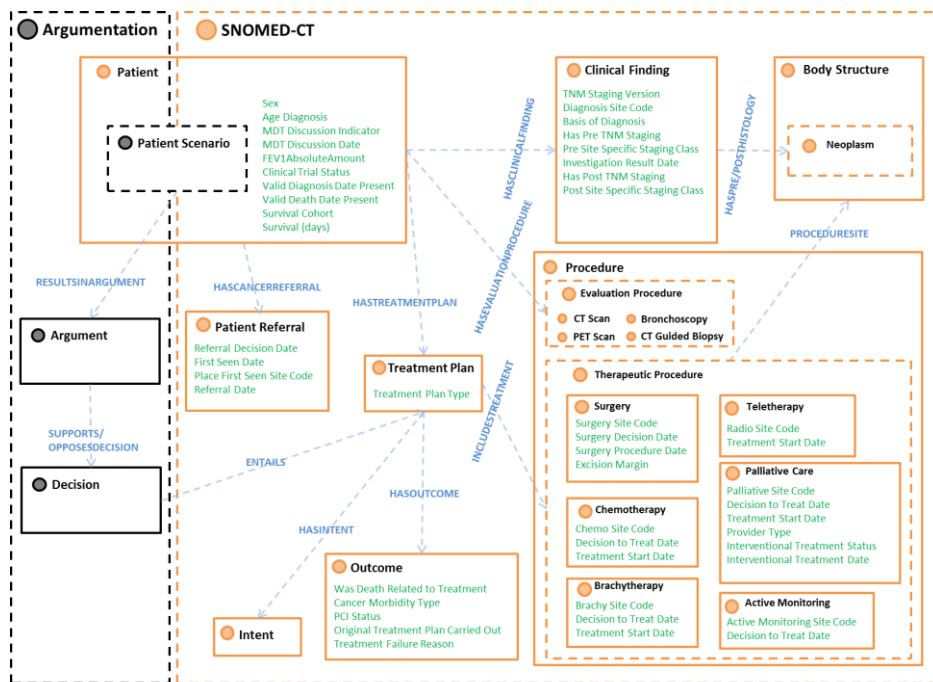 Argumentation
SNOMED-CT
Patient
Sex
Age Diagnosis
MDT Discussion Indicator
MDT Discussion Date
FEV1AbsoluteAmount
Clinical Trial Status
Valid Diagnosis Date Present
Valid Death Date Present
Survival Cohort
Survival (days)
Patient Scenario
Clinical Finding
TNM Staging Version
Diagnosis Site Code
Basis of Diagnosis
Has Pre TNM Staging
Pre Site Specific Staging Class
Investigation Result Date
Has Post TNM Staging
Post Site Specific Staging Class
Body Structure
Neoplasm
HASCLINICALFINDING
HASPRE/POSTHISTOLOGY
PROCEDURESITE
RESULTSINARGUMENT
HASCANCERREFERRAL
HASTREATMENTPLAN
HASEVALUATIONPROCEDURE
Argument
Patient Referral
Referral Decision Date
First Seen Date
Place First Seen Site Code
Referral Date
Treatment Plan
Treatment Plan Type
Procedure
Evaluation Procedure
CT Scan
Bronchoscopy
PET Scan
CT Guided Biopsy
Therapeutic Procedure
Surgery
Surgery Site Code
Surgery Decision Date
Surgery Procedure Date
Excision Margin
Teletherapy
Radio Site Code
Treatment Start Date
SUPPORTS/
OPPOSESDECISION
ENTAILS
INCLUDESTREATMENT
Decision
HASINTENT
HASOUTCOME
Chemotherapy
Chemo Site Code
Decision to Treat Date
Treatment Start Date
Palliative Care
Palliative Site Code
Decision to Treat Date
Treatment Start Date
Provider Type
Interventional Treatment Status
Interventional Treatment Date
Outcome
Was Death Related to Treatment
Cancer Morbidity Type
PCI Status
Original Treatment Plan Carried Out
Treatment Failure Reason
Intent
Brachytherapy
Brachy Site Code
Decision to Treat Date
Treatment Start Date
Active Monitoring
Active Monitoring Site Code
Decision to Treat Date